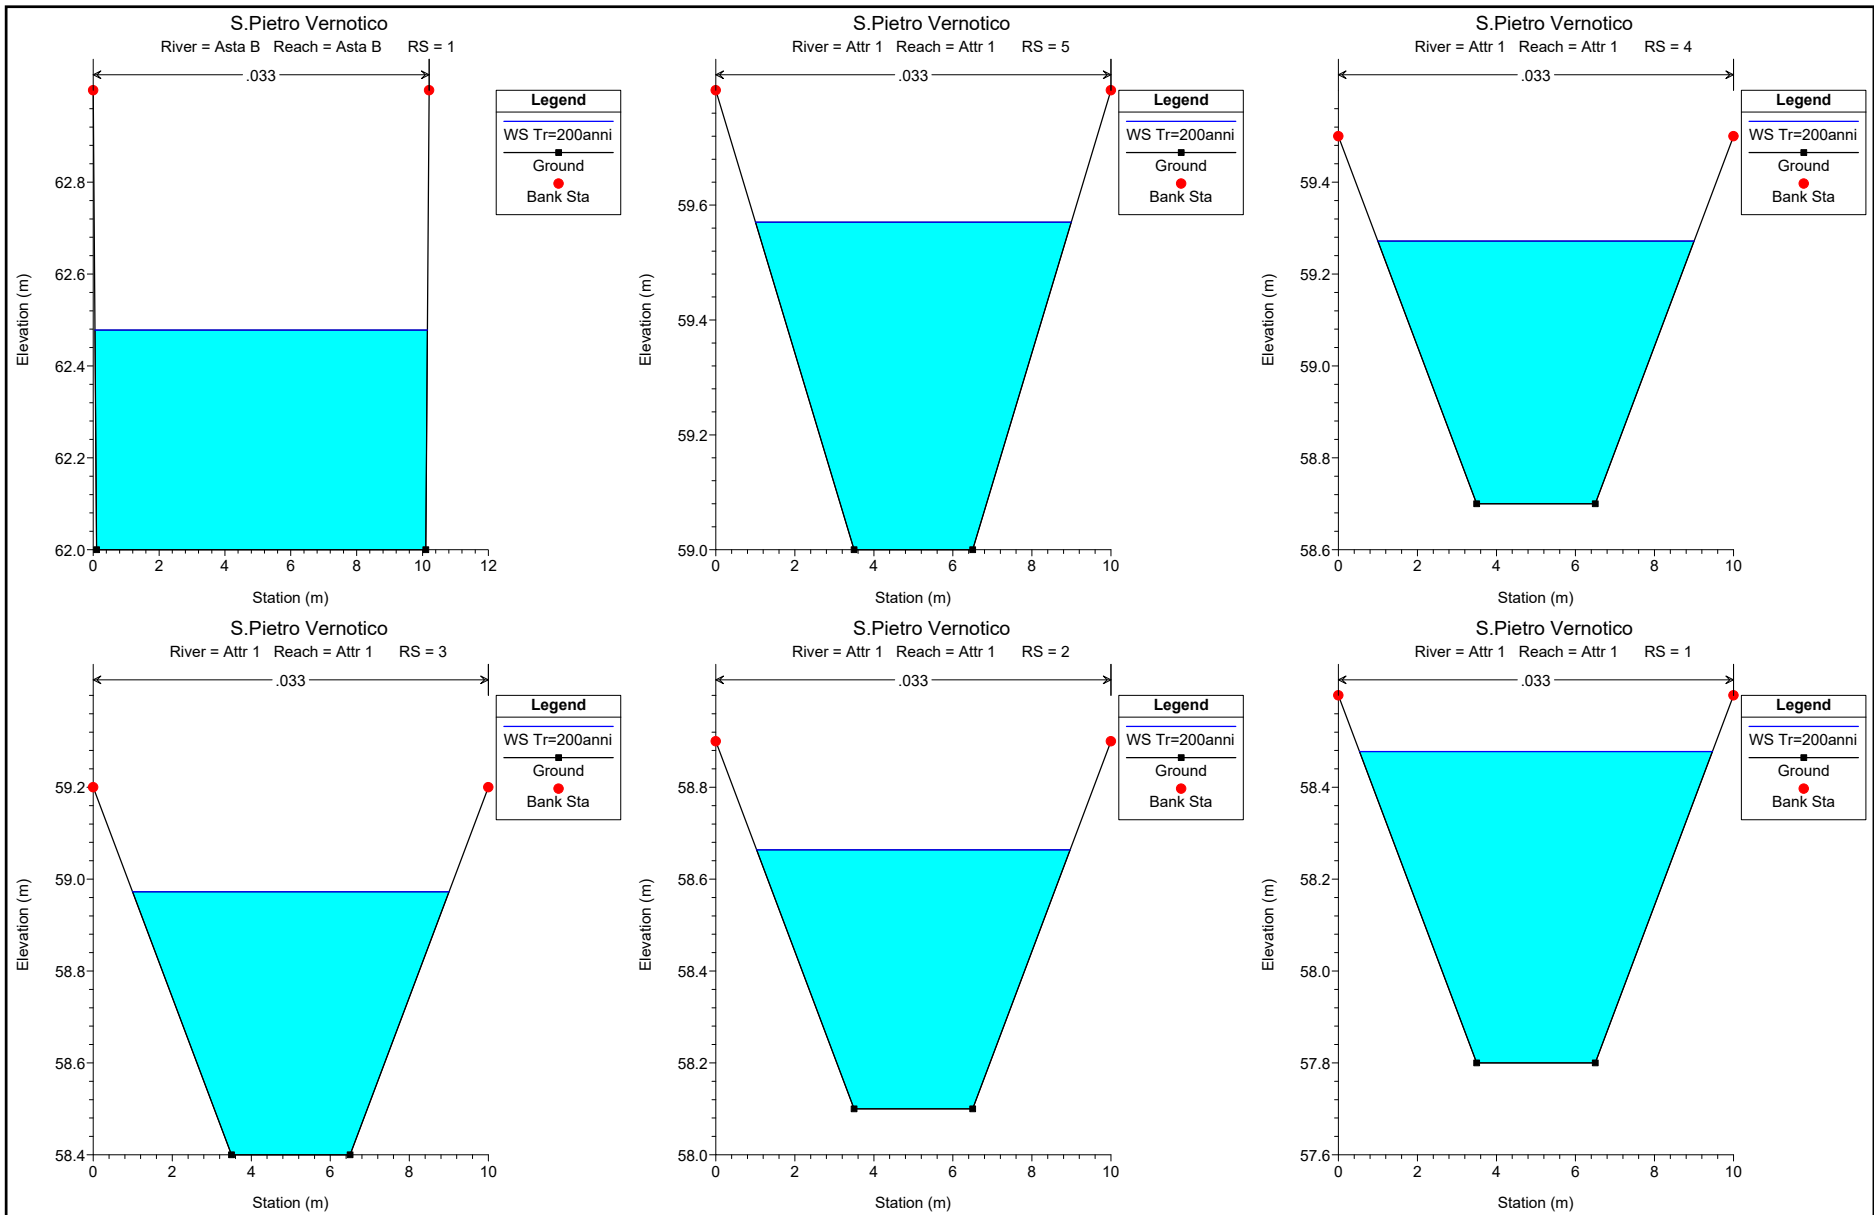 S.Pietro Vernotico
River = Asta B Reach = Asta B RS = 1
.033
Legend
WS Tr=200anni
Ground
Bank Sta
62.8
62.6
62.4
62.2
62.0
Elevation (m)
0 2 4 6 8 10 12
Station (m)
S.Pietro Vernotico
River = Attr 1 Reach = Attr 1 RS = 5
.033
Legend
WS Tr=200anni
Ground
Bank Sta
59.6
59.4
59.2
59.0
Elevation (m)
0 2 4 6 8 10
Station (m)
S.Pietro Vernotico
River = Attr 1 Reach = Attr 1 RS = 4
.033
Legend
WS Tr=200anni
Ground
Bank Sta
59.4
59.2
59.0
58.8
58.6
Elevation (m)
0 2 4 6 8 10
Station (m)
S.Pietro Vernotico
River = Attr 1 Reach = Attr 1 RS = 3
.033
Legend
WS Tr=200anni
Ground
Bank Sta
59.2
59.0
58.8
58.6
58.4
Elevation (m)
0 2 4 6 8 10
Station (m)
S.Pietro Vernotico
River = Attr 1 Reach = Attr 1 RS = 2
.033
Legend
WS Tr=200anni
Ground
Bank Sta
58.8
58.6
58.4
58.2
58.0
Elevation (m)
0 2 4 6 8 10
Station (m)
S.Pietro Vernotico
River = Attr 1 Reach = Attr 1 RS = 1
.033
Legend
WS Tr=200anni
Ground
Bank Sta
58.4
58.2
58.0
57.8
57.6
Elevation (m)
0 2 4 6 8 10
Station (m)